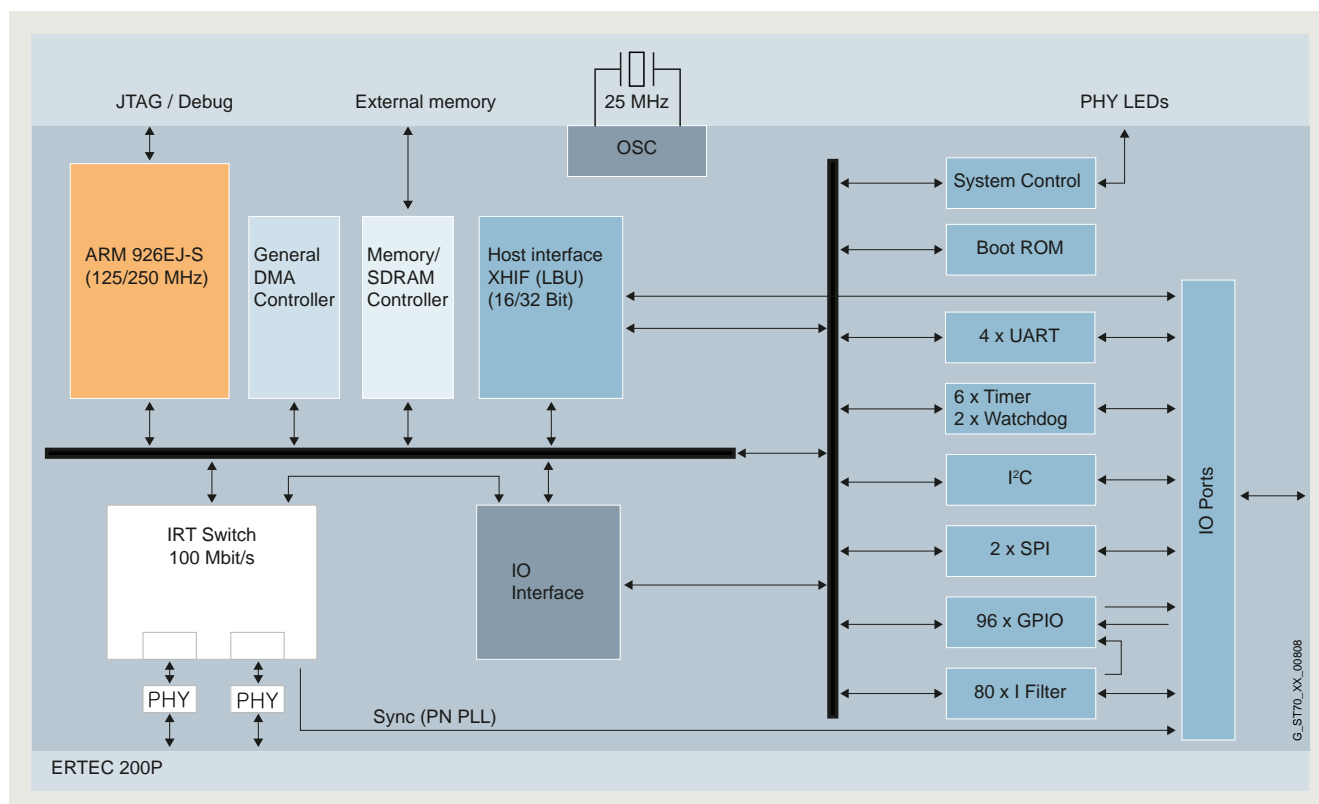 JTAG / Debug
External memory
25 MHz
PHY LEDs
OSC
ARM 926EJ-S
(125/250 MHz)
General
DMA
Controller
Memory/
SDRAM
Controller
Host interface
XHIF (LBU)
(16/32 Bit)
System Control
Boot ROM
4 x UART
6 x Timer
2 x Watchdog
I²C
2 x SPI
96 x GPIO
80 x I Filter
IO Ports
IRT Switch
100 Mbit/s
IO
Interface
PHY
PHY
Sync (PN PLL)
ERTEC 200P
G_ST70_XX_00808